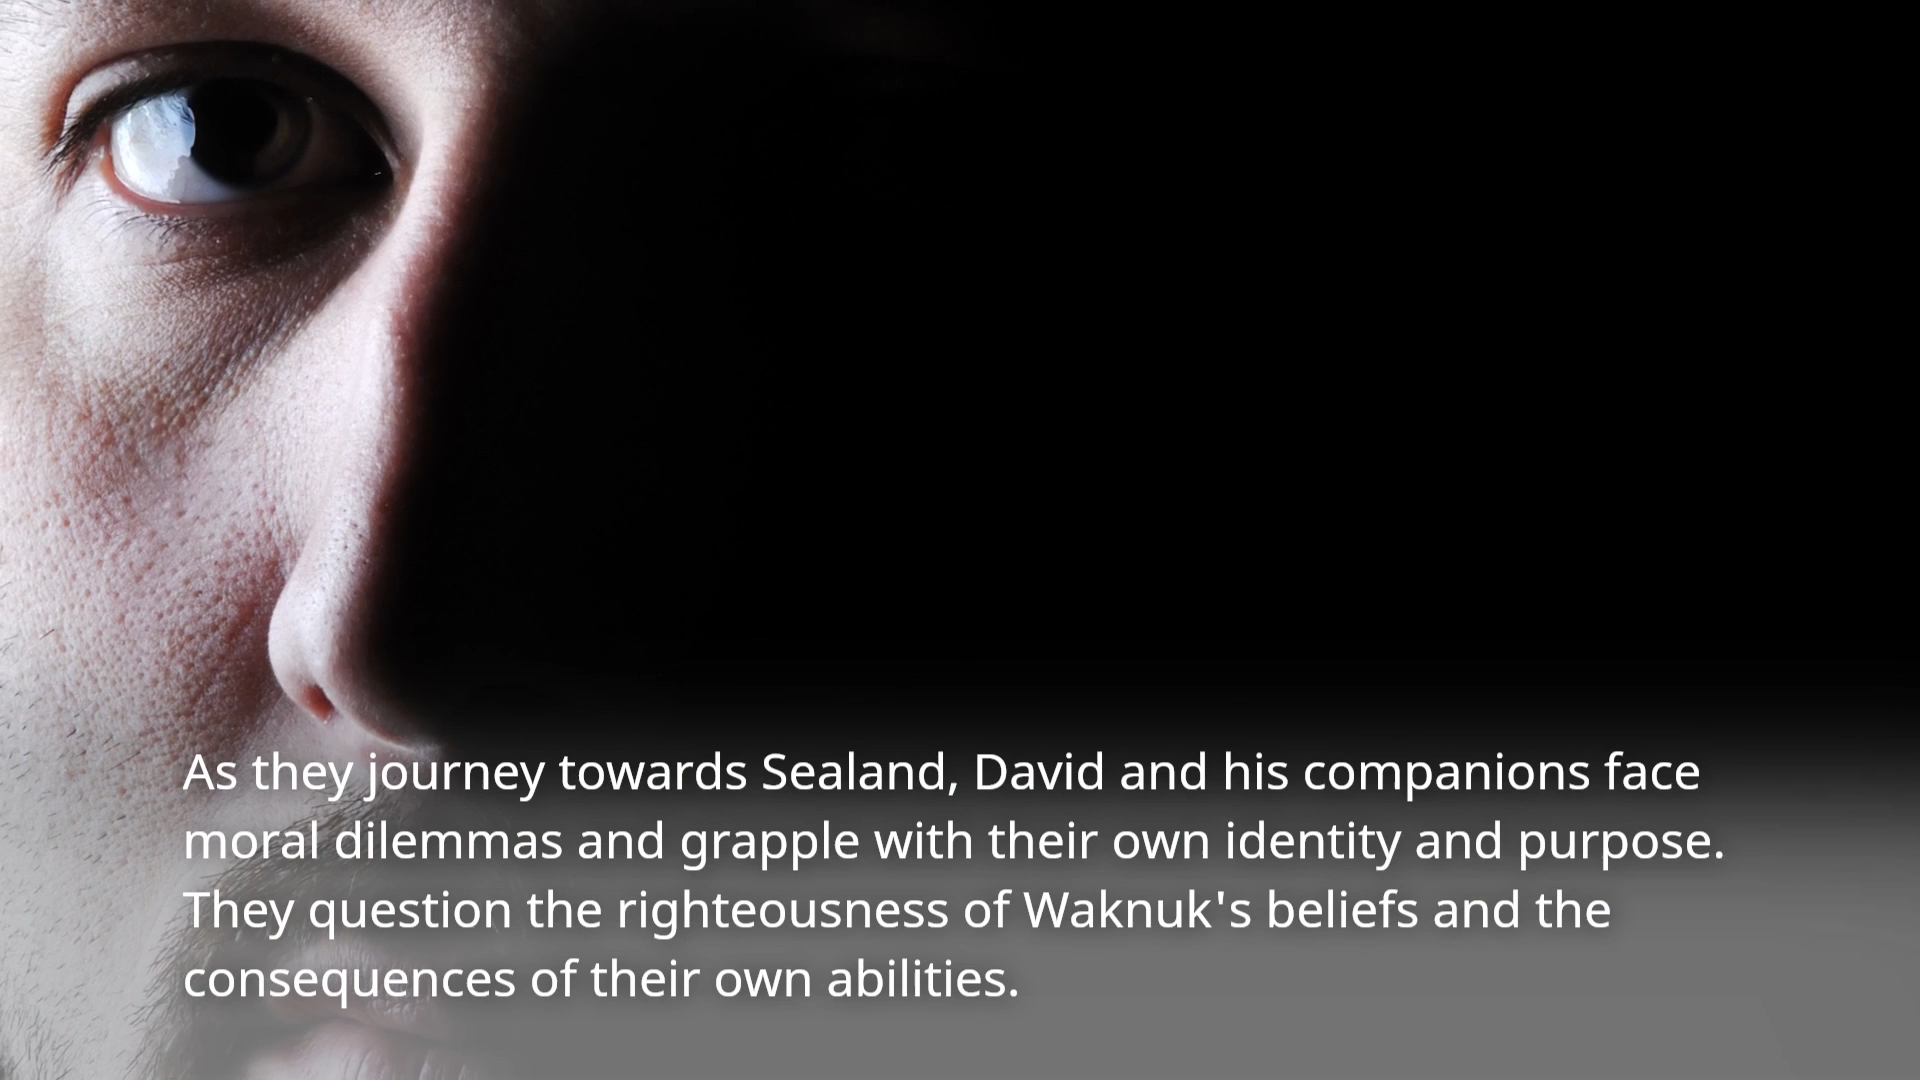 As they journey towards Sealand, David and his companions face
moral dilemmas and grapple with their own identity and purpose.
They question the righteousness of Waknuk's beliefs and the
consequences of their own abilities.